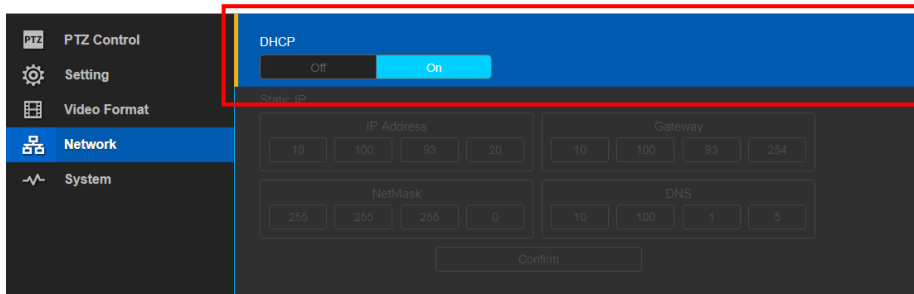 PTZ PTZ Control
Setting
Video Format
Network
System
DHCP
Off On
Static IP
IP Address
10 100 93 20
Gateway
10 100 93 254
NetMask
255 255 255 0
DNS
10 100 1 5
Confirm